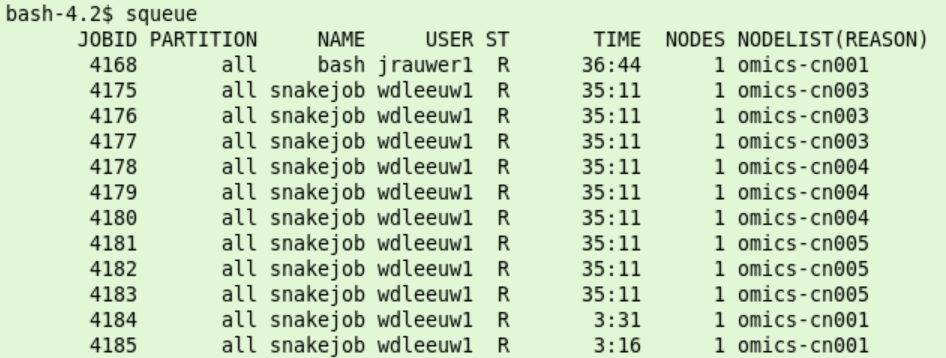 bash-4.2$ squeue
JOBID PARTITION NAME USER ST TIME NODES NODELIST(REASON)
4168 all bash jrauwer1 R 36:44 1 omics-cn001
4175 all snakejob wdleeuw1 R 35:11 1 omics-cn003
4176 all snakejob wdleeuw1 R 35:11 1 omics-cn003
4177 all snakejob wdleeuw1 R 35:11 1 omics-cn003
4178 all snakejob wdleeuw1 R 35:11 1 omics-cn004
4179 all snakejob wdleeuw1 R 35:11 1 omics-cn004
4180 all snakejob wdleeuw1 R 35:11 1 omics-cn004
4181 all snakejob wdleeuw1 R 35:11 1 omics-cn005
4182 all snakejob wdleeuw1 R 35:11 1 omics-cn005
4183 all snakejob wdleeuw1 R 35:11 1 omics-cn005
4184 all snakejob wdleeuw1 R 3:31 1 omics-cn001
4185 all snakejob wdleeuw1 R 3:16 1 omics-cn001